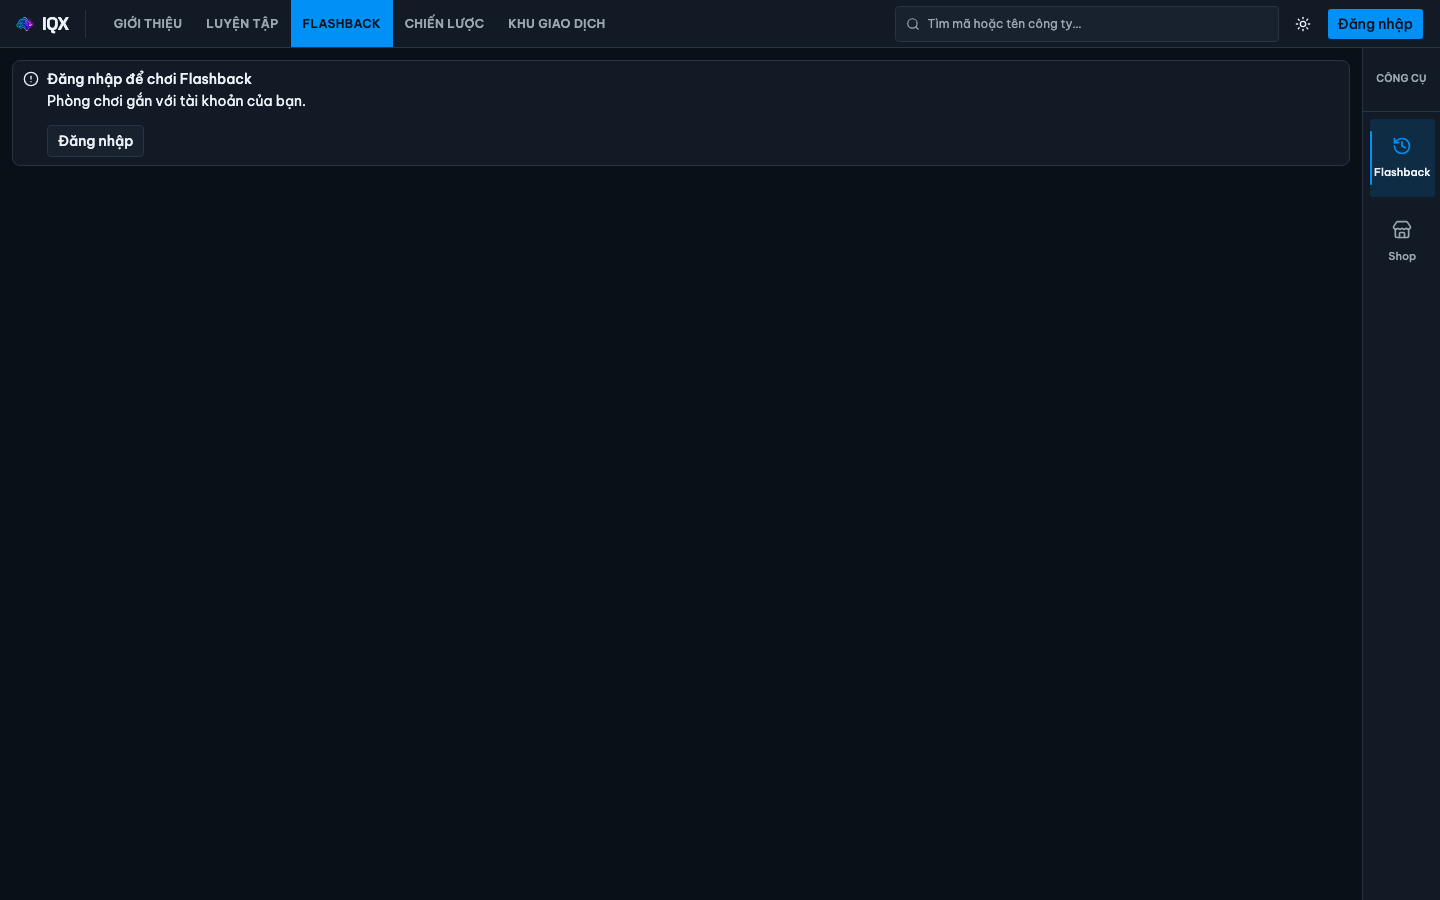 IQX
GIỚI THIỆU
LUYỆN TẬP
FLASHBACK
CHIẾN LƯỢC
KHU GIAO DỊCH
Tìm mã hoặc tên công ty...
Đăng nhập
Đăng nhập để chơi Flashback
Phòng chơi gắn với tài khoản của bạn.
Đăng nhập
CÔNG CỤ
Flashback
Shop